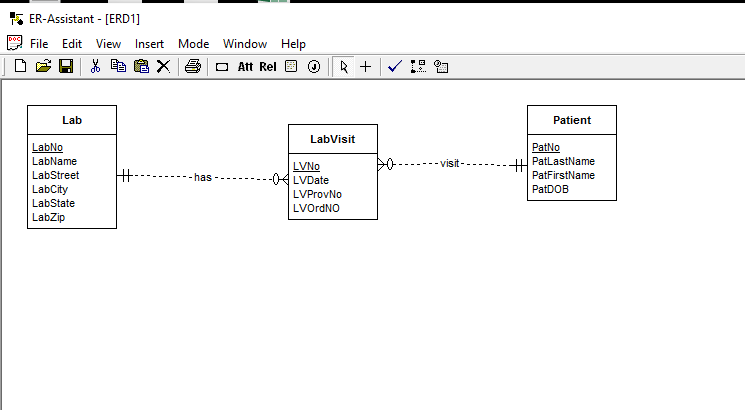 ER-Assistant - [ERD1]
File Edit View Insert Mode Window Help
Att Rel
Lab
LabNo
LabName
LabStreet
LabCity
LabState
LabZip
has
LabVisit
LVNo
LVDate
LVProvNo
LVOrdNO
visit
Patient
PatNo
PatLastName
PatFirstName
PatDOB